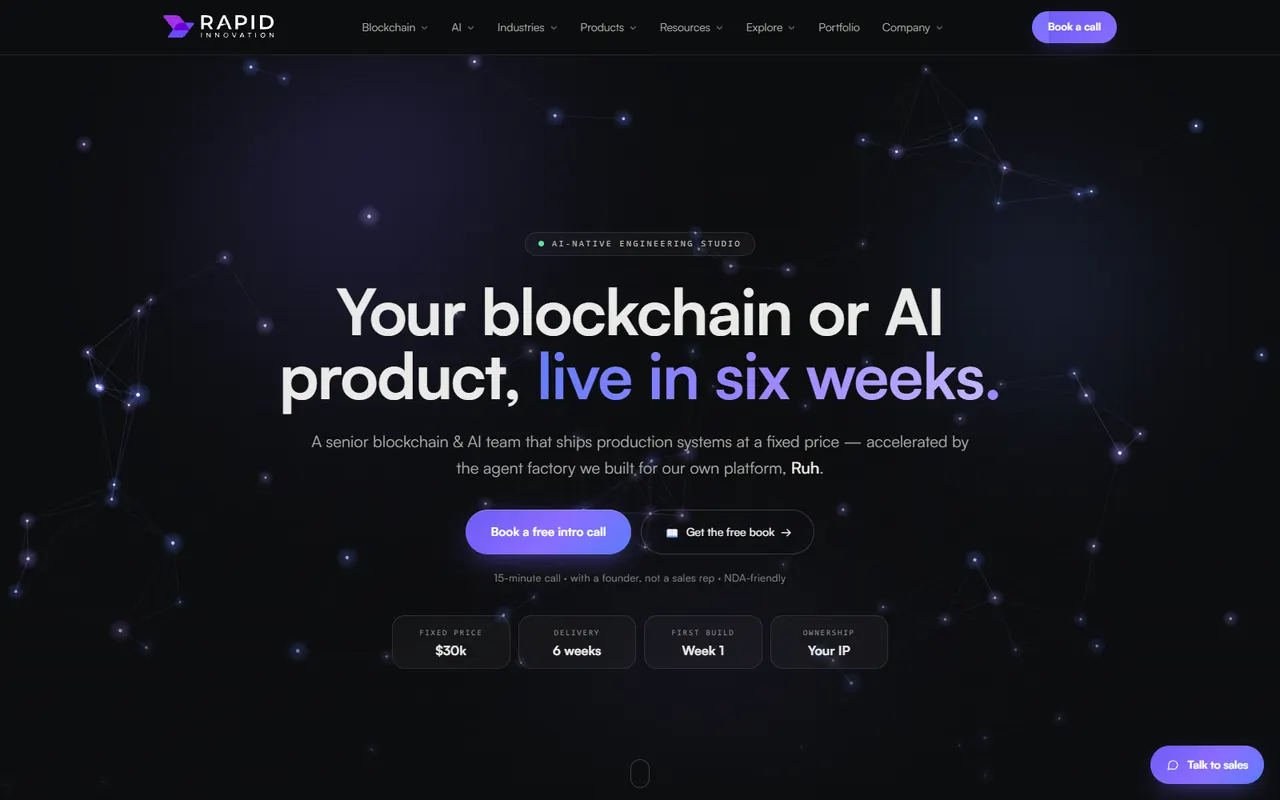 RAPID
INNOVATION
Blockchain
AI
Industries
Products
Resources
Explore
Portfolio
Company
Book a call
AI-NATIVE ENGINEERING STUDIO
Your blockchain or AI
product, live in six weeks.
A senior blockchain & AI team that ships production systems at a fixed price — accelerated by
the agent factory we built for our own platform, Ruh.
Book a free intro call
Get the free book →
15-minute call · with a founder, not a sales rep · NDA-friendly
FIXED PRICE
$30k
DELIVERY
6 weeks
FIRST BUILD
Week 1
OWNERSHIP
Your IP
Talk to sales